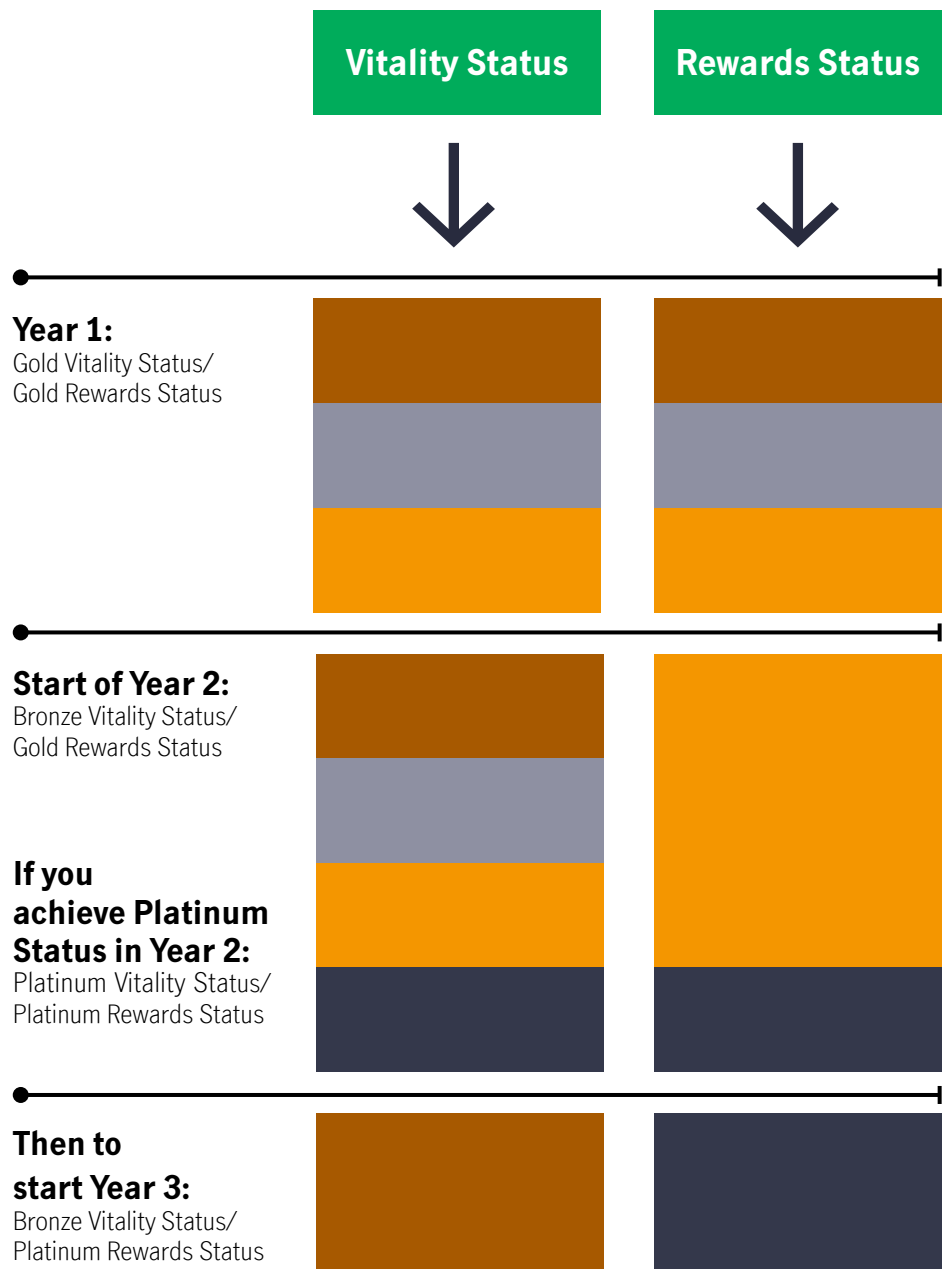 Vitality Status
Rewards Status
Year 1:
Gold Vitality Status/
Gold Rewards Status
Start of Year 2:
Bronze Vitality Status/
Gold Rewards Status
If you
achieve Platinum
Status in Year 2:
Platinum Vitality Status/
Platinum Rewards Status
Then to
start Year 3:
Bronze Vitality Status/
Platinum Rewards Status